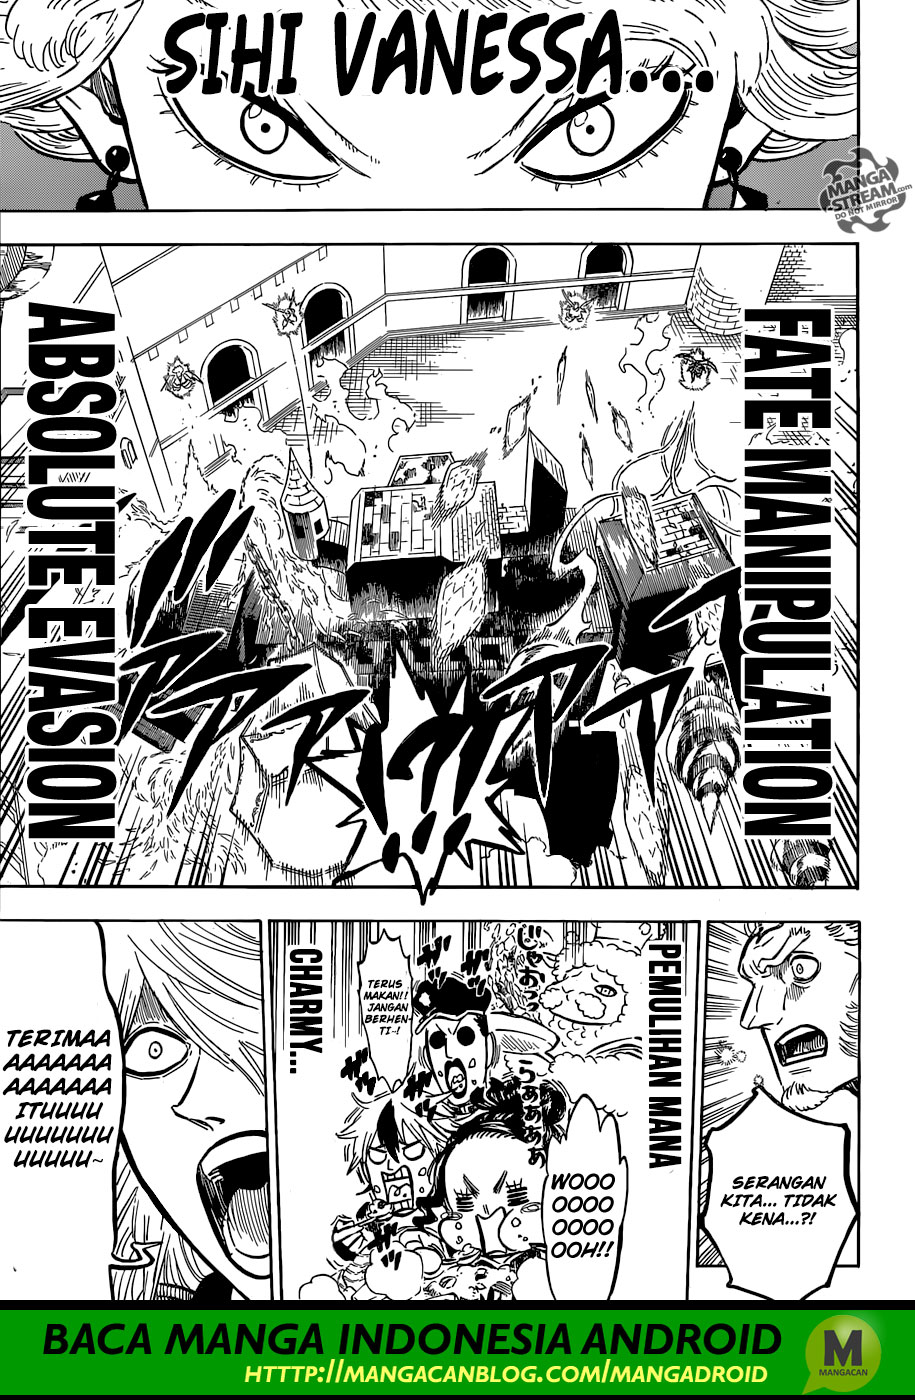 SIHI VANESSA...
MANGA
STREAM.com
DO NOT MIRROR
FATE MANIPULATION
ABSOLUTE EVASION
SERANGAN
KITA... TIDAK
KENA...?!
PEMULIHAN MANA
CHARMY...
TERUS
MAKAN!!
JANGAN
BERHEN-
TI~!
WOOO
OOOO
OOOO
OOH!!
TERIMAA
AAAAAAA
AAAAAAA
ITUUUU
UUUUUUU
UUUUU~
BACA MANGA INDONESIA ANDROID
HTTTP://MANGACANBLOG.COM/MANGADROID
M
MANGACAN